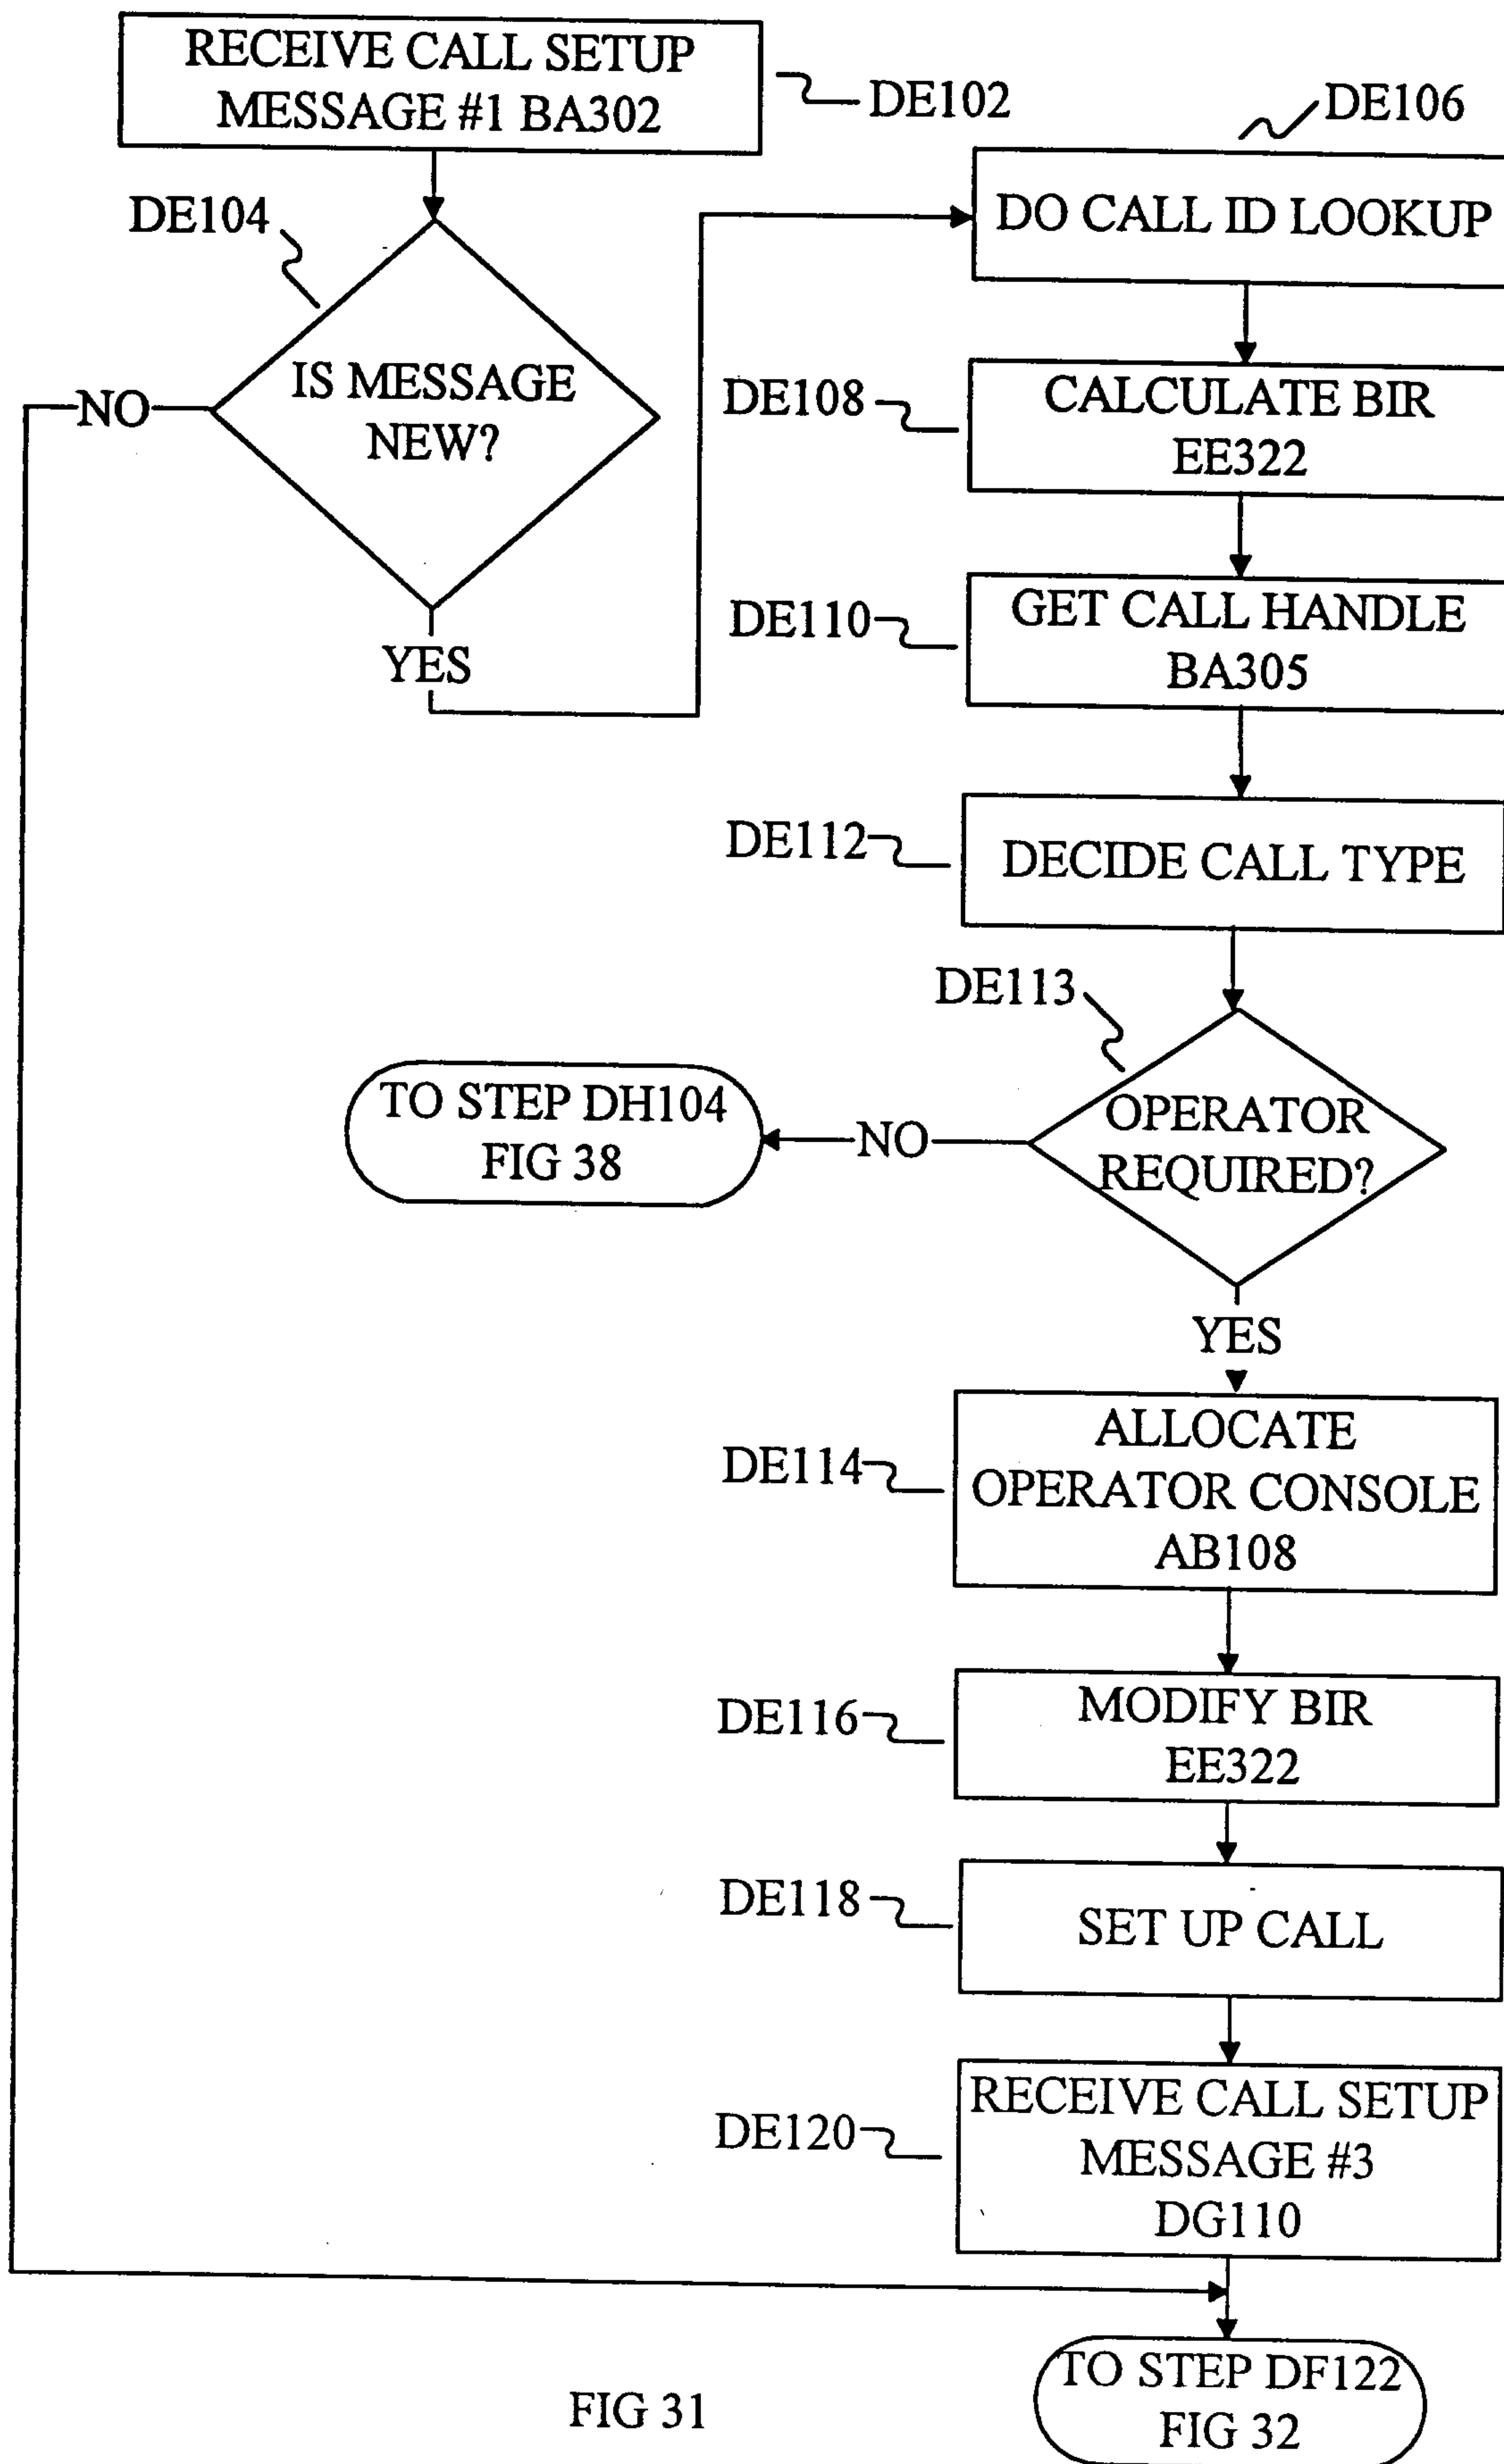 RECEIVE CALL SETUP
MESSAGE #1 BA302
DE102
DE104
IS MESSAGE
NEW?
NO
YES
DE106
DO CALL ID LOOKUP
DE108
CALCULATE BIR
EE322
DE110
GET CALL HANDLE
BA305
DE112
DECIDE CALL TYPE
DE113
OPERATOR
REQUIRED?
NO
TO STEP DH104
FIG 38
YES
DE114
ALLOCATE
OPERATOR CONSOLE
AB108
DE116
MODIFY BIR
EE322
DE118
SET UP CALL
DE120
RECEIVE CALL SETUP
MESSAGE #3
DG110
TO STEP DF122
FIG 32
FIG 31